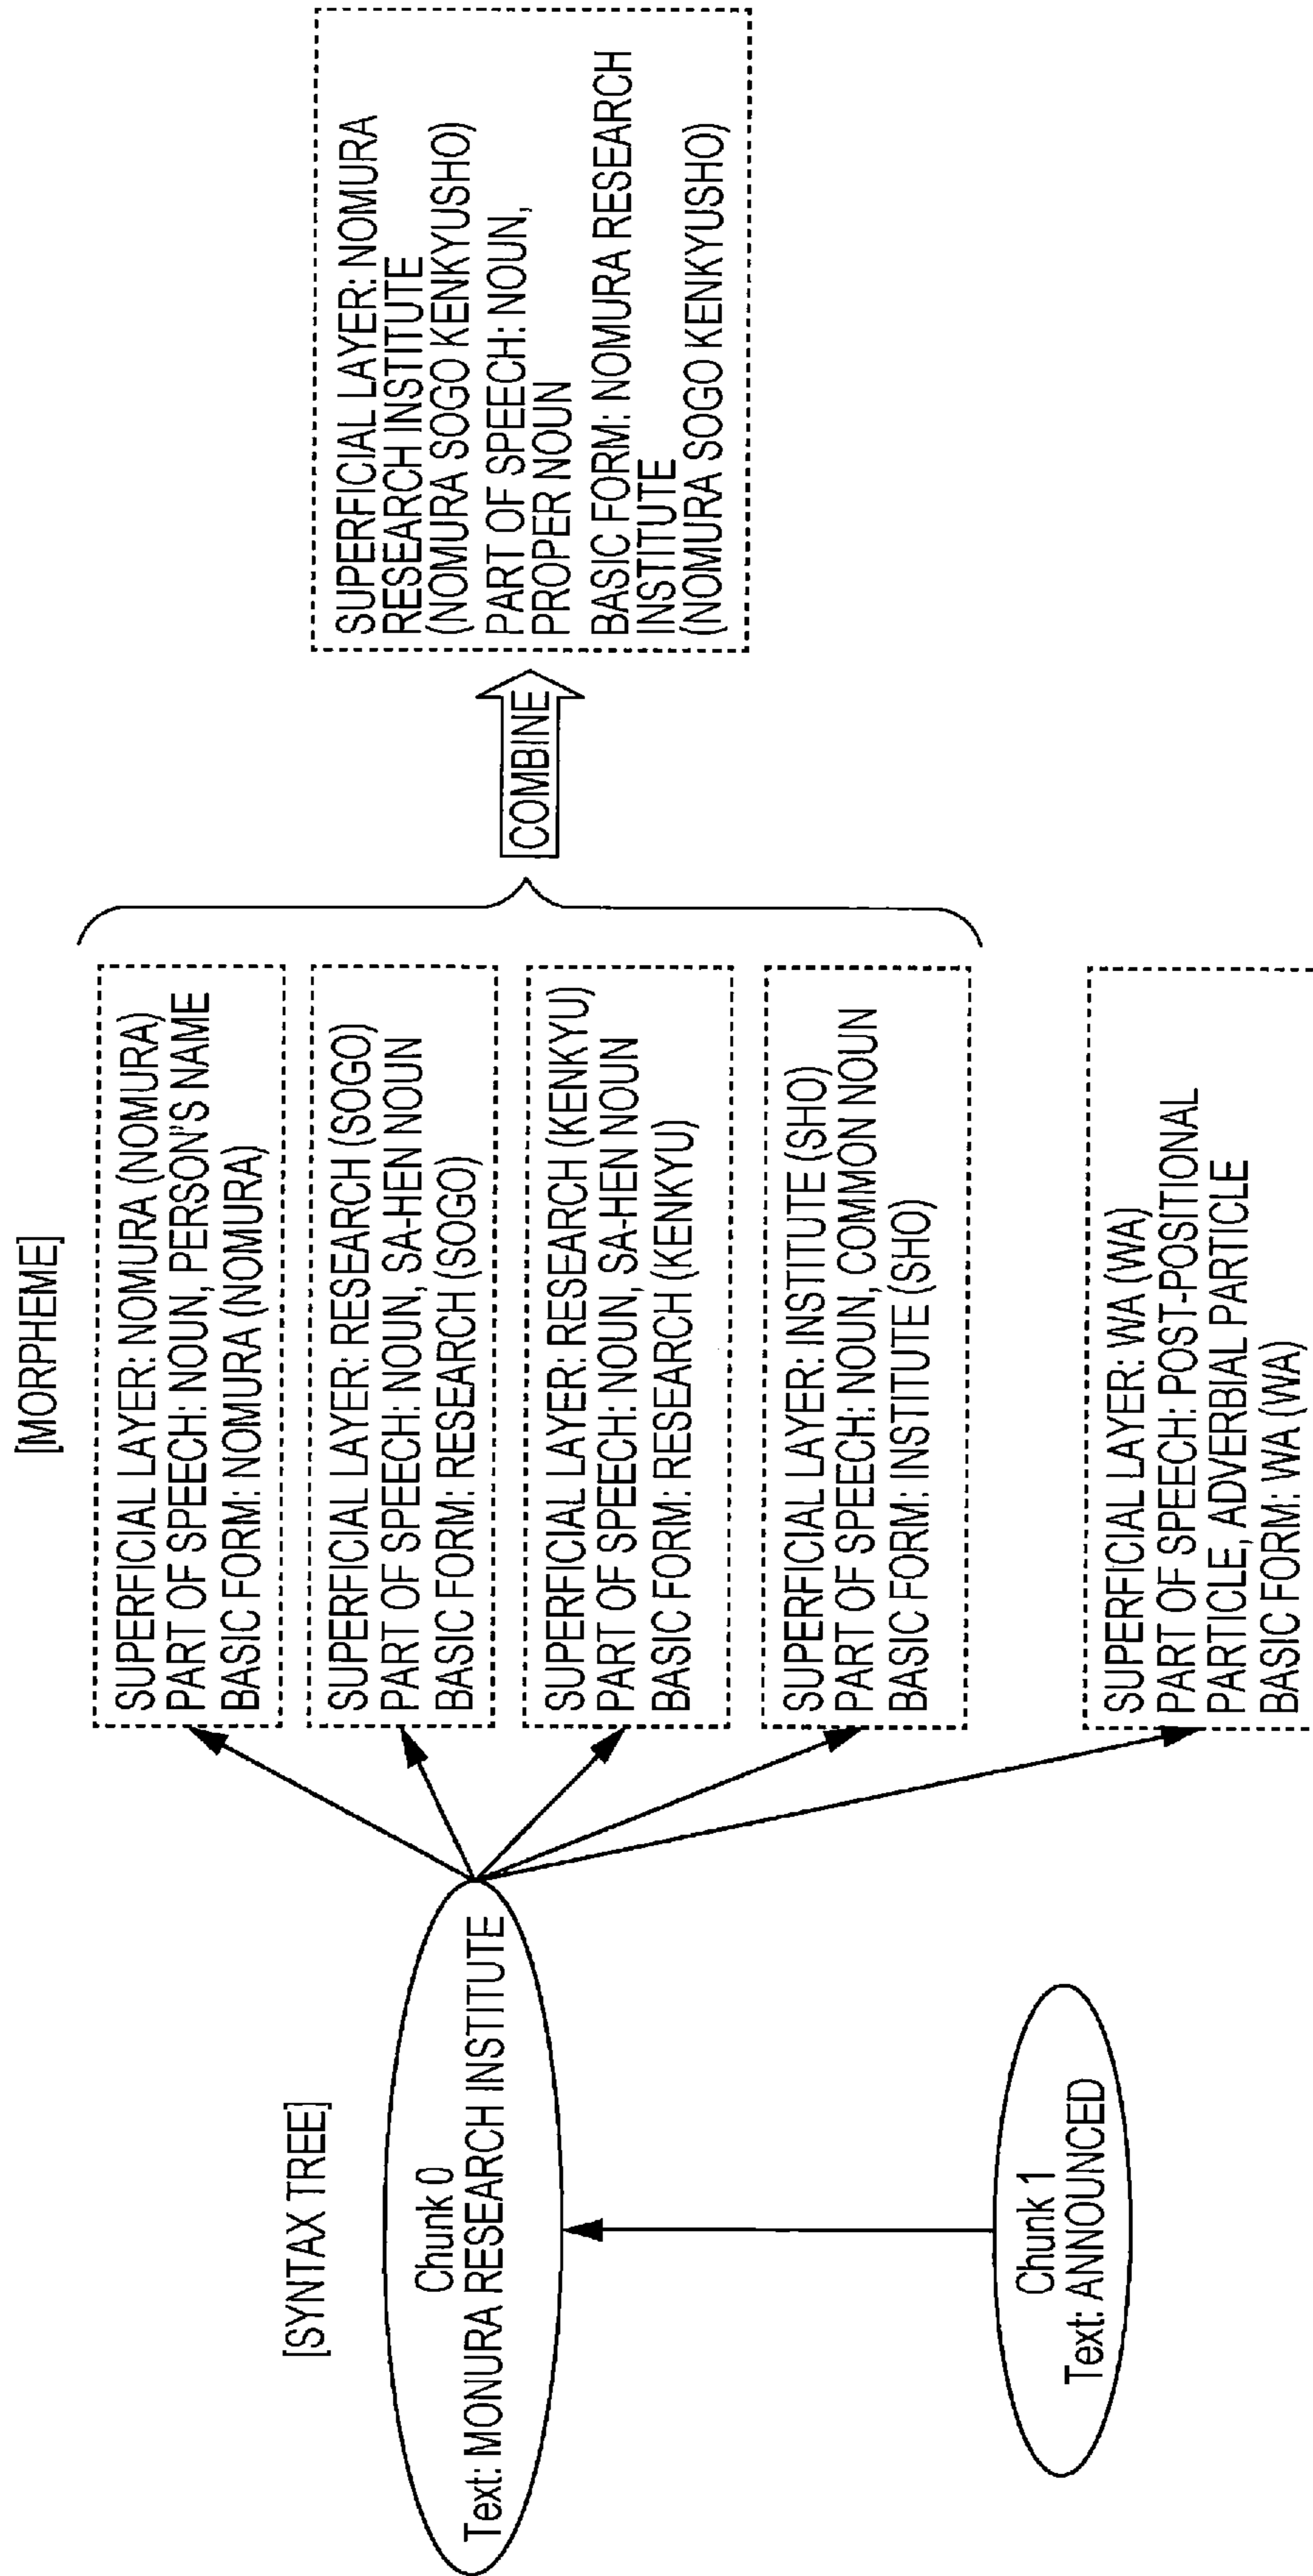 [SYNTAX TREE]
Chunk 0
Text: MONURA RESEARCH INSTITUTE
Chunk 1
Text: ANNOUNCED
[MORPHEME]
SUPERFICIAL LAYER: NOMURA (NOMURA)
PART OF SPEECH: NOUN, PERSON'S NAME
BASIC FORM: NOMURA (NOMURA)
SUPERFICIAL LAYER: RESEARCH (SOGO)
PART OF SPEECH: NOUN, SA-HEN NOUN
BASIC FORM: RESEARCH (SOGO)
SUPERFICIAL LAYER: RESEARCH (KENKYU)
PART OF SPEECH: NOUN, SA-HEN NOUN
BASIC FORM: RESEARCH (KENKYU)
SUPERFICIAL LAYER: INSTITUTE (SHO)
PART OF SPEECH: NOUN, COMMON NOUN
BASIC FORM: INSTITUTE (SHO)
SUPERFICIAL LAYER: WA (WA)
PART OF SPEECH: POST-POSITIONAL
PARTICLE, ADVERBIAL PARTICLE
BASIC FORM: WA (WA)
COMBINE
SUPERFICIAL LAYER: NOMURA
RESEARCH INSTITUTE
(NOMURA SOGO KENKYUSHO)
PART OF SPEECH: NOUN,
PROPER NOUN
BASIC FORM: NOMURA RESEARCH
INSTITUTE
(NOMURA SOGO KENKYUSHO)